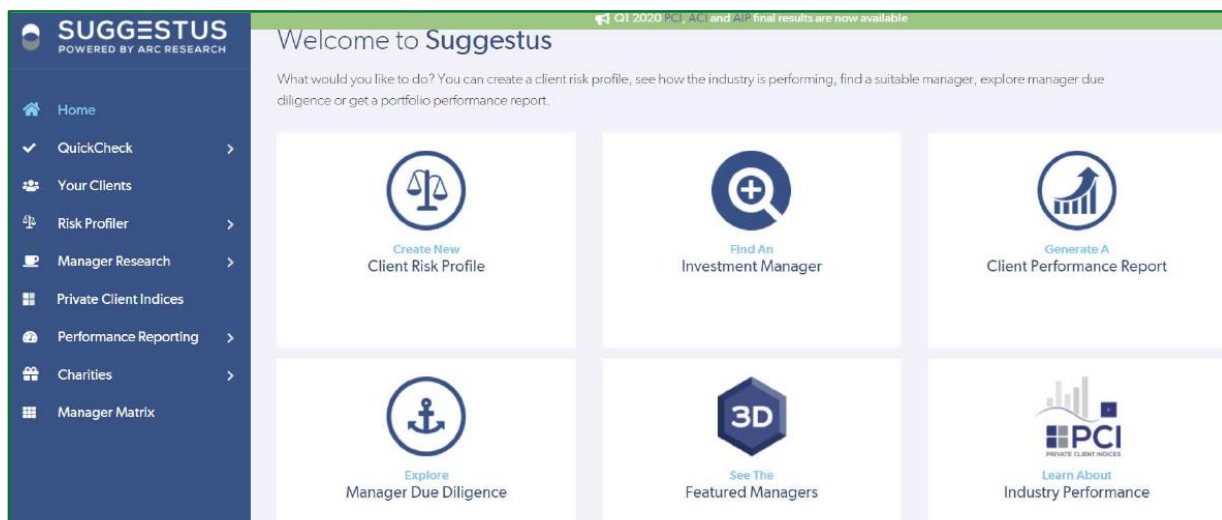 SUGGESTUS
POWERED BY ARC RESEARCH
Home
QuickCheck
Your Clients
Risk Profiler
Manager Research
Private Client Indices
Performance Reporting
Charities
Manager Matrix
Q1 2020 PCI, ACI and AIP final results are now available
Welcome to Suggestus
What would you like to do? You can create a client risk profile, see how the industry is performing, find a suitable manager, explore manager due
diligence or get a portfolio performance report.
Create New
Client Risk Profile
Find An
Investment Manager
Generate A
Client Performance Report
3D
PCI
PRIVATE CLIENT INDICES
Explore
Manager Due Diligence
See The
Featured Managers
Learn About
Industry Performance